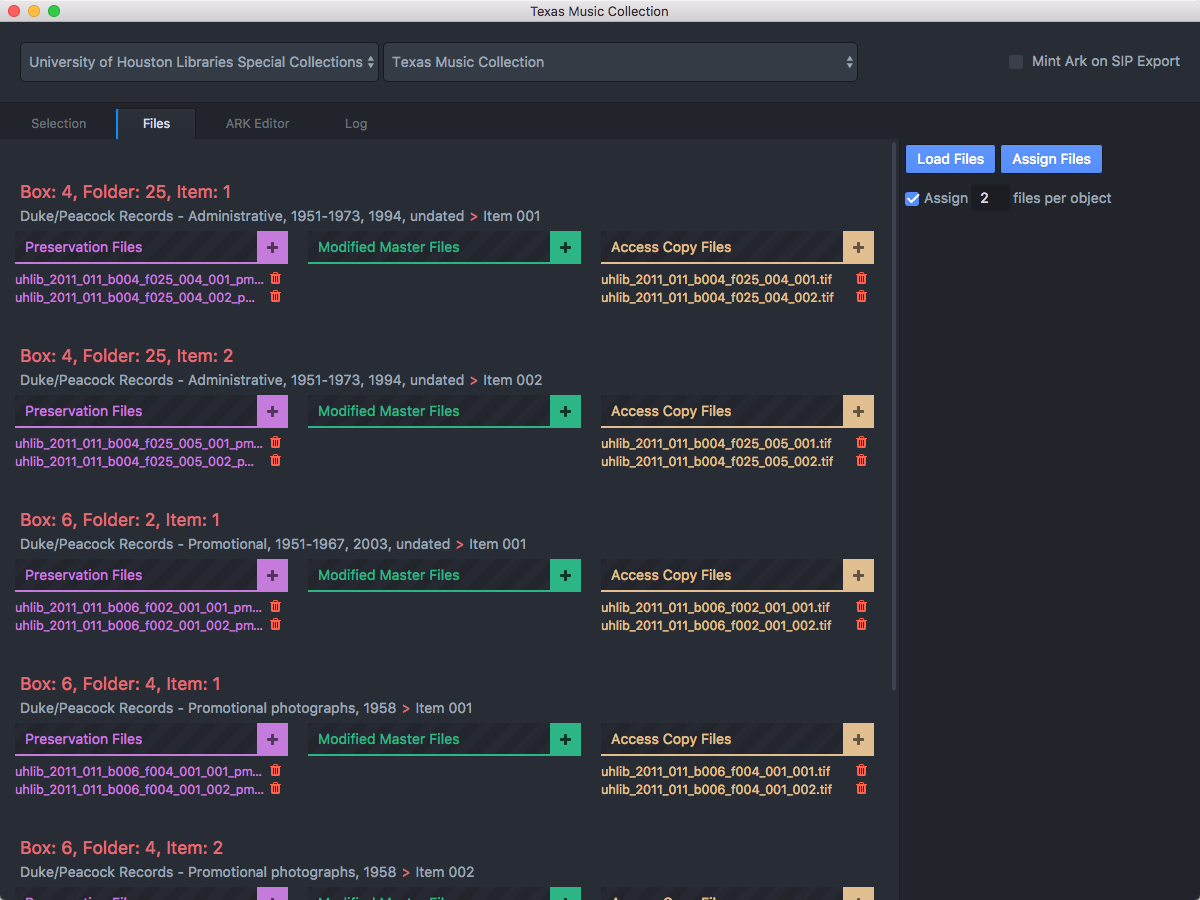 Texas Music Collection
University of Houston Libraries Special Collections
Texas Music Collection
Mint Ark on SIP Export
Selection
Files
ARK Editor
Log
Load Files
Assign Files
Assign 2 files per object
Box: 4, Folder: 25, Item: 1
Duke/Peacock Records - Administrative, 1951-1973, 1994, undated > Item 001
Preservation Files + Modified Master Files + Access Copy Files +
uhlib_2011_011_b004_f025_004_001_pm... uhlib_2011_011_b004_f025_004_001.tif
uhlib_2011_011_b004_f025_004_002_p... uhlib_2011_011_b004_f025_004_002.tif
Box: 4, Folder: 25, Item: 2
Duke/Peacock Records - Administrative, 1951-1973, 1994, undated > Item 002
Preservation Files + Modified Master Files + Access Copy Files +
uhlib_2011_011_b004_f025_005_001_pm... uhlib_2011_011_b004_f025_005_001.tif
uhlib_2011_011_b004_f025_005_002_p... uhlib_2011_011_b004_f025_005_002.tif
Box: 6, Folder: 2, Item: 1
Duke/Peacock Records - Promotional, 1951-1967, 2003, undated > Item 001
Preservation Files + Modified Master Files + Access Copy Files +
uhlib_2011_011_b006_f002_001_001_pm... uhlib_2011_011_b006_f002_001_001.tif
uhlib_2011_011_b006_f002_001_002_pm... uhlib_2011_011_b006_f002_001_002.tif
Box: 6, Folder: 4, Item: 1
Duke/Peacock Records - Promotional photographs, 1958 > Item 001
Preservation Files + Modified Master Files + Access Copy Files +
uhlib_2011_011_b006_f004_001_001_pm... uhlib_2011_011_b006_f004_001_001.tif
uhlib_2011_011_b006_f004_001_002_pm... uhlib_2011_011_b006_f004_001_002.tif
Box: 6, Folder: 4, Item: 2
Duke/Peacock Records - Promotional photographs, 1958 > Item 002